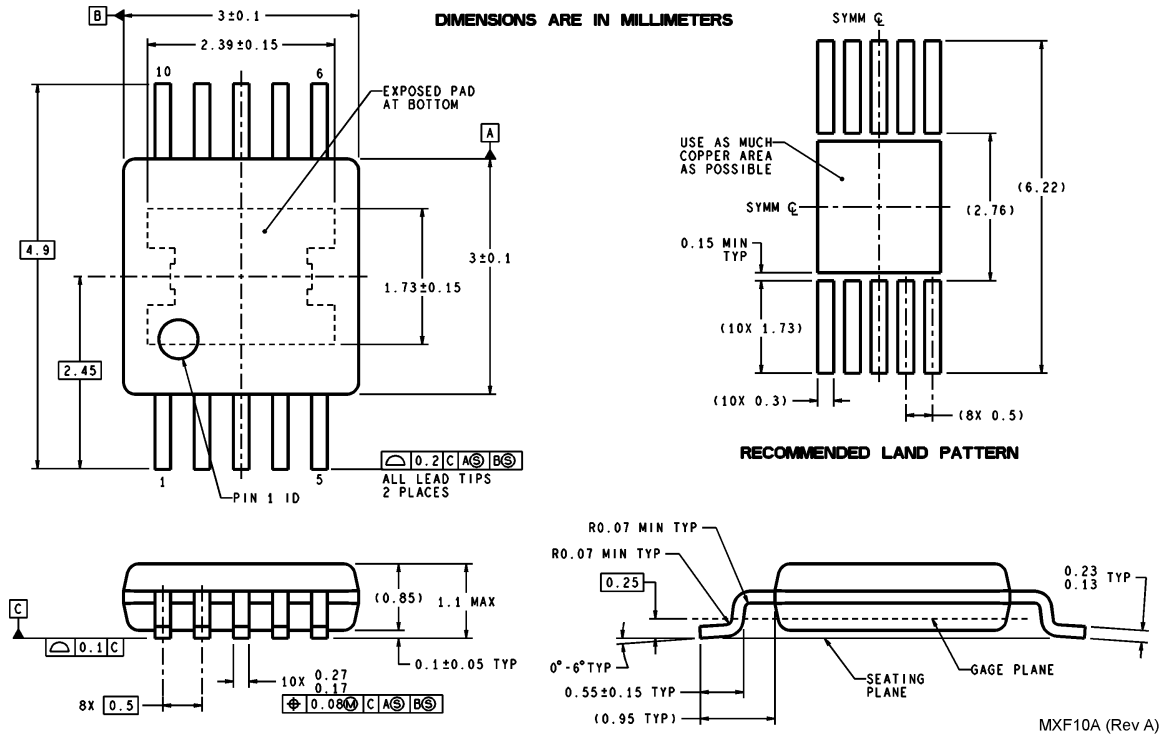 DIMENSIONS ARE IN MILLIMETERS
B
3±0.1
2.39±0.15
10
6
EXPOSED PAD
AT BOTTOM
A
4.9
3±0.1
1.73±0.15
2.45
1
5
PIN 1 ID
0.2 C AⓈ BⓈ
ALL LEAD TIPS
2 PLACES
SYMM ℄
USE AS MUCH
COPPER AREA
AS POSSIBLE
SYMM ℄
(6.22)
(2.76)
0.15 MIN
TYP
(10X 1.73)
(10X 0.3)
(8X 0.5)
RECOMMENDED LAND PATTERN
C
0.1 C
(0.85)
1.1 MAX
0.1±0.05 TYP
10X 0.27
0.17
⌖ 0.08Ⓜ C AⓈ BⓈ
8X 0.5
R0.07 MIN TYP
R0.07 MIN TYP
0.25
0°-6°TYP
0.55±0.15 TYP
(0.95 TYP)
0.23
0.13 TYP
GAGE PLANE
SEATING
PLANE
MXF10A (Rev A)